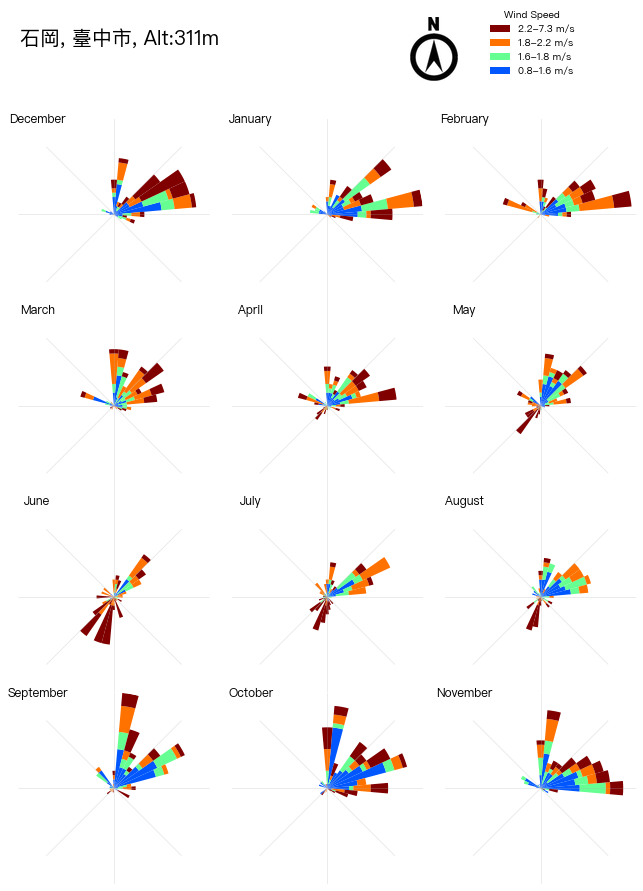 石岡, 臺中市, Alt:311m
N
Wind Speed
2.2–7.3 m/s
1.8–2.2 m/s
1.6–1.8 m/s
0.8–1.6 m/s
December
January
February
March
April
May
June
July
August
September
October
November